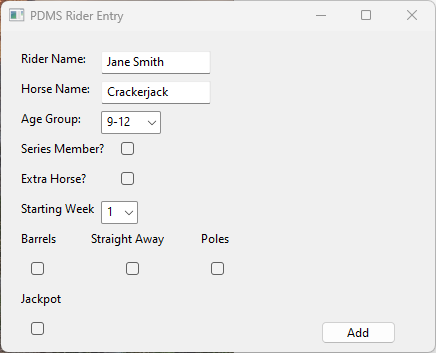 PDMS Rider Entry
Rider Name: Jane Smith
Horse Name: Crackerjack
Age Group: 9-12
Series Member?
Extra Horse?
Starting Week 1
Barrels Straight Away Poles
Jackpot
Add